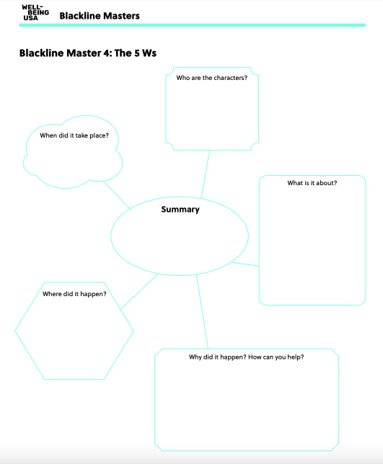 WELL-
BEING
USA
Blackline Masters
Blackline Master 4: The 5 Ws
Who are the characters?
When did it take place?
What is it about?
Summary
Where did it happen?
Why did it happen? How can you help?